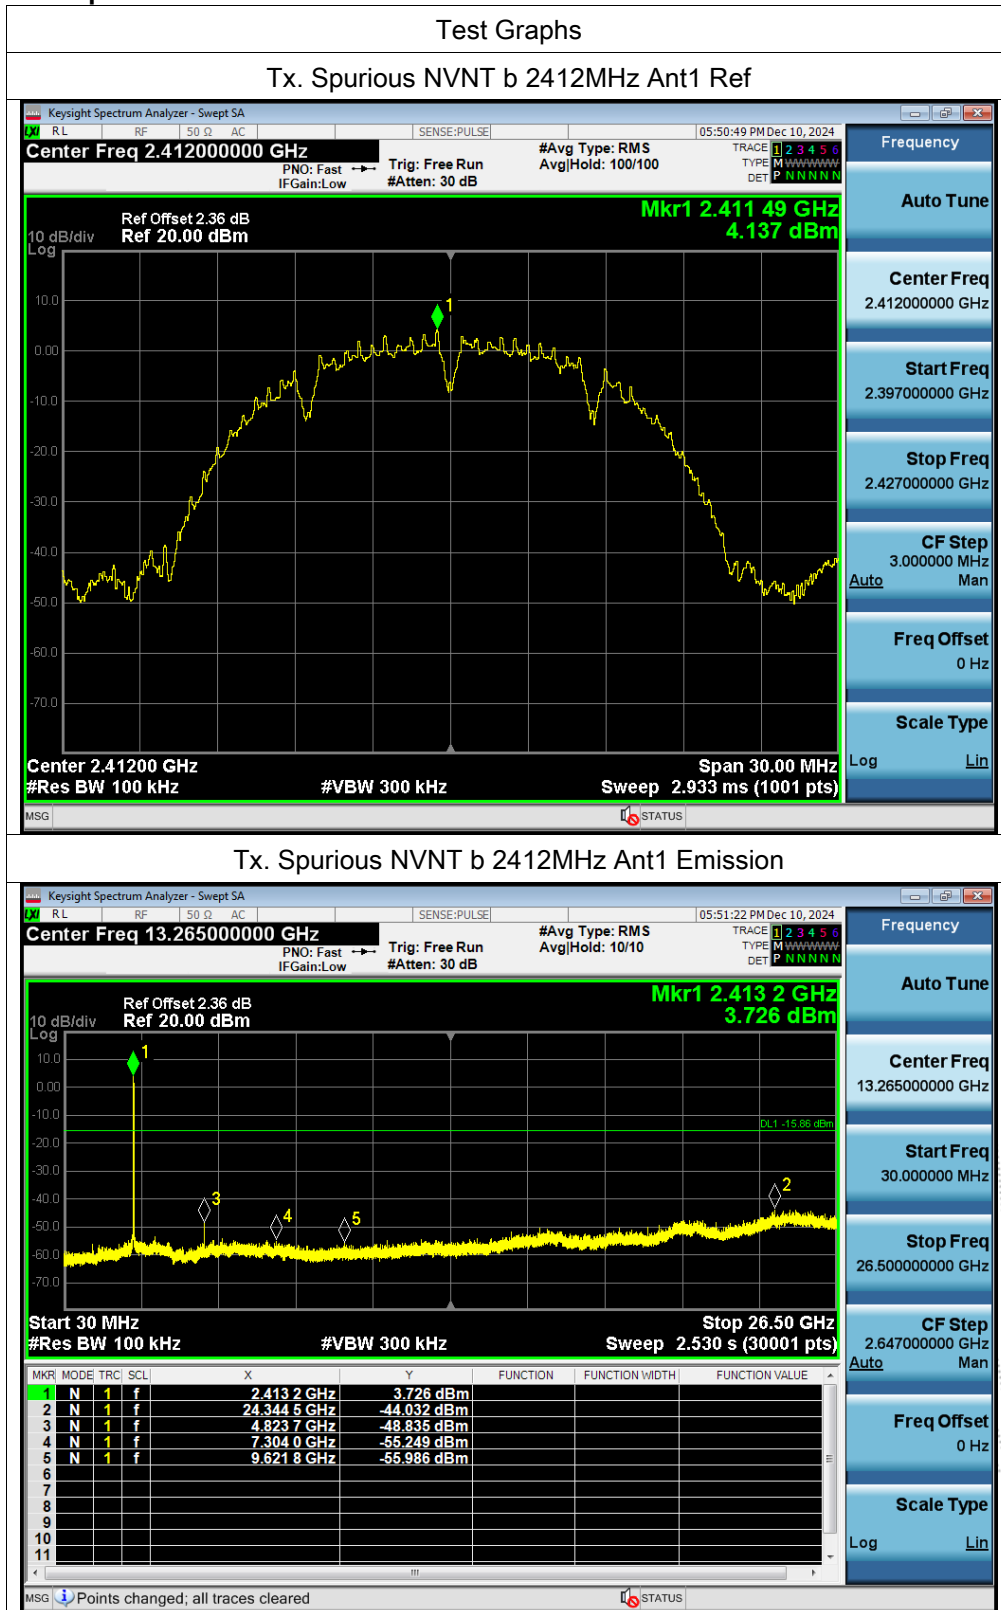 Test Graphs
Tx. Spurious NVNT b 2412MHz Ant1 Ref
Keysight Spectrum Analyzer - Swept SA
LXI RL RF 50 Ω AC SENSE:PULSE 05:50:49 PM Dec 10, 2024
Center Freq 2.412000000 GHz
PNO: Fast
IFGain:Low
Trig: Free Run
#Atten: 30 dB
#Avg Type: RMS
Avg|Hold: 100/100
TRACE 1 2 3 4 5 6
TYPE M WWWWW
DET P N N N N N
Mkr1 2.411 49 GHz
4.137 dBm
Ref Offset 2.36 dB
10 dB/div Ref 20.00 dBm
Log
10.0
0.00
-10.0
-20.0
-30.0
-40.0
-50.0
-60.0
-70.0
1
Center 2.41200 GHz Span 30.00 MHz
#Res BW 100 kHz #VBW 300 kHz Sweep 2.933 ms (1001 pts)
MSG STATUS
Frequency
Auto Tune
Center Freq
2.412000000 GHz
Start Freq
2.397000000 GHz
Stop Freq
2.427000000 GHz
CF Step
3.000000 MHz
Auto Man
Freq Offset
0 Hz
Scale Type
Log Lin
Tx. Spurious NVNT b 2412MHz Ant1 Emission
Keysight Spectrum Analyzer - Swept SA
LXI RL RF 50 Ω AC SENSE:PULSE 05:51:22 PM Dec 10, 2024
Center Freq 13.265000000 GHz
PNO: Fast
IFGain:Low
Trig: Free Run
#Atten: 30 dB
#Avg Type: RMS
Avg|Hold: 10/10
TRACE 1 2 3 4 5 6
TYPE M WWWWW
DET P N N N N N
Mkr1 2.413 2 GHz
3.726 dBm
Ref Offset 2.36 dB
10 dB/div Ref 20.00 dBm
Log
10.0
0.00
-10.0
-20.0
-30.0
-40.0
-50.0
-60.0
-70.0
1
DL1 -15.86 dBm
2
3
4
5
Start 30 MHz Stop 26.50 GHz
#Res BW 100 kHz #VBW 300 kHz Sweep 2.530 s (30001 pts)
MKR MODE TRC SCL X Y FUNCTION FUNCTION WIDTH FUNCTION VALUE
1 N 1 f 2.413 2 GHz 3.726 dBm
2 N 1 f 24.344 5 GHz -44.032 dBm
3 N 1 f 4.823 7 GHz -48.835 dBm
4 N 1 f 7.304 0 GHz -55.249 dBm
5 N 1 f 9.621 8 GHz -55.986 dBm
6
7
8
9
10
11
MSG Points changed; all traces cleared STATUS
Frequency
Auto Tune
Center Freq
13.265000000 GHz
Start Freq
30.000000 MHz
Stop Freq
26.500000000 GHz
CF Step
2.647000000 GHz
Auto Man
Freq Offset
0 Hz
Scale Type
Log Lin